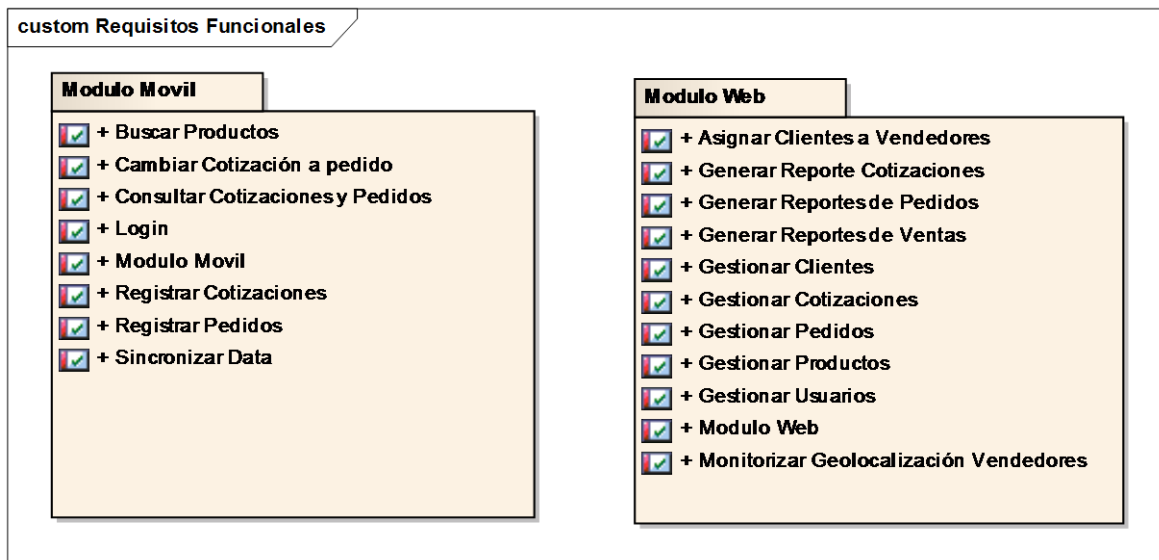 custom Requisitos Funcionales
Modulo Movil
+ Buscar Productos
+ Cambiar Cotización a pedido
+ Consultar Cotizaciones y Pedidos
+ Login
+ Modulo Movil
+ Registrar Cotizaciones
+ Registrar Pedidos
+ Sincronizar Data
Modulo Web
+ Asignar Clientes a Vendedores
+ Generar Reporte Cotizaciones
+ Generar Reportes de Pedidos
+ Generar Reportes de Ventas
+ Gestionar Clientes
+ Gestionar Cotizaciones
+ Gestionar Pedidos
+ Gestionar Productos
+ Gestionar Usuarios
+ Modulo Web
+ Monitorizar Geolocalización Vendedores